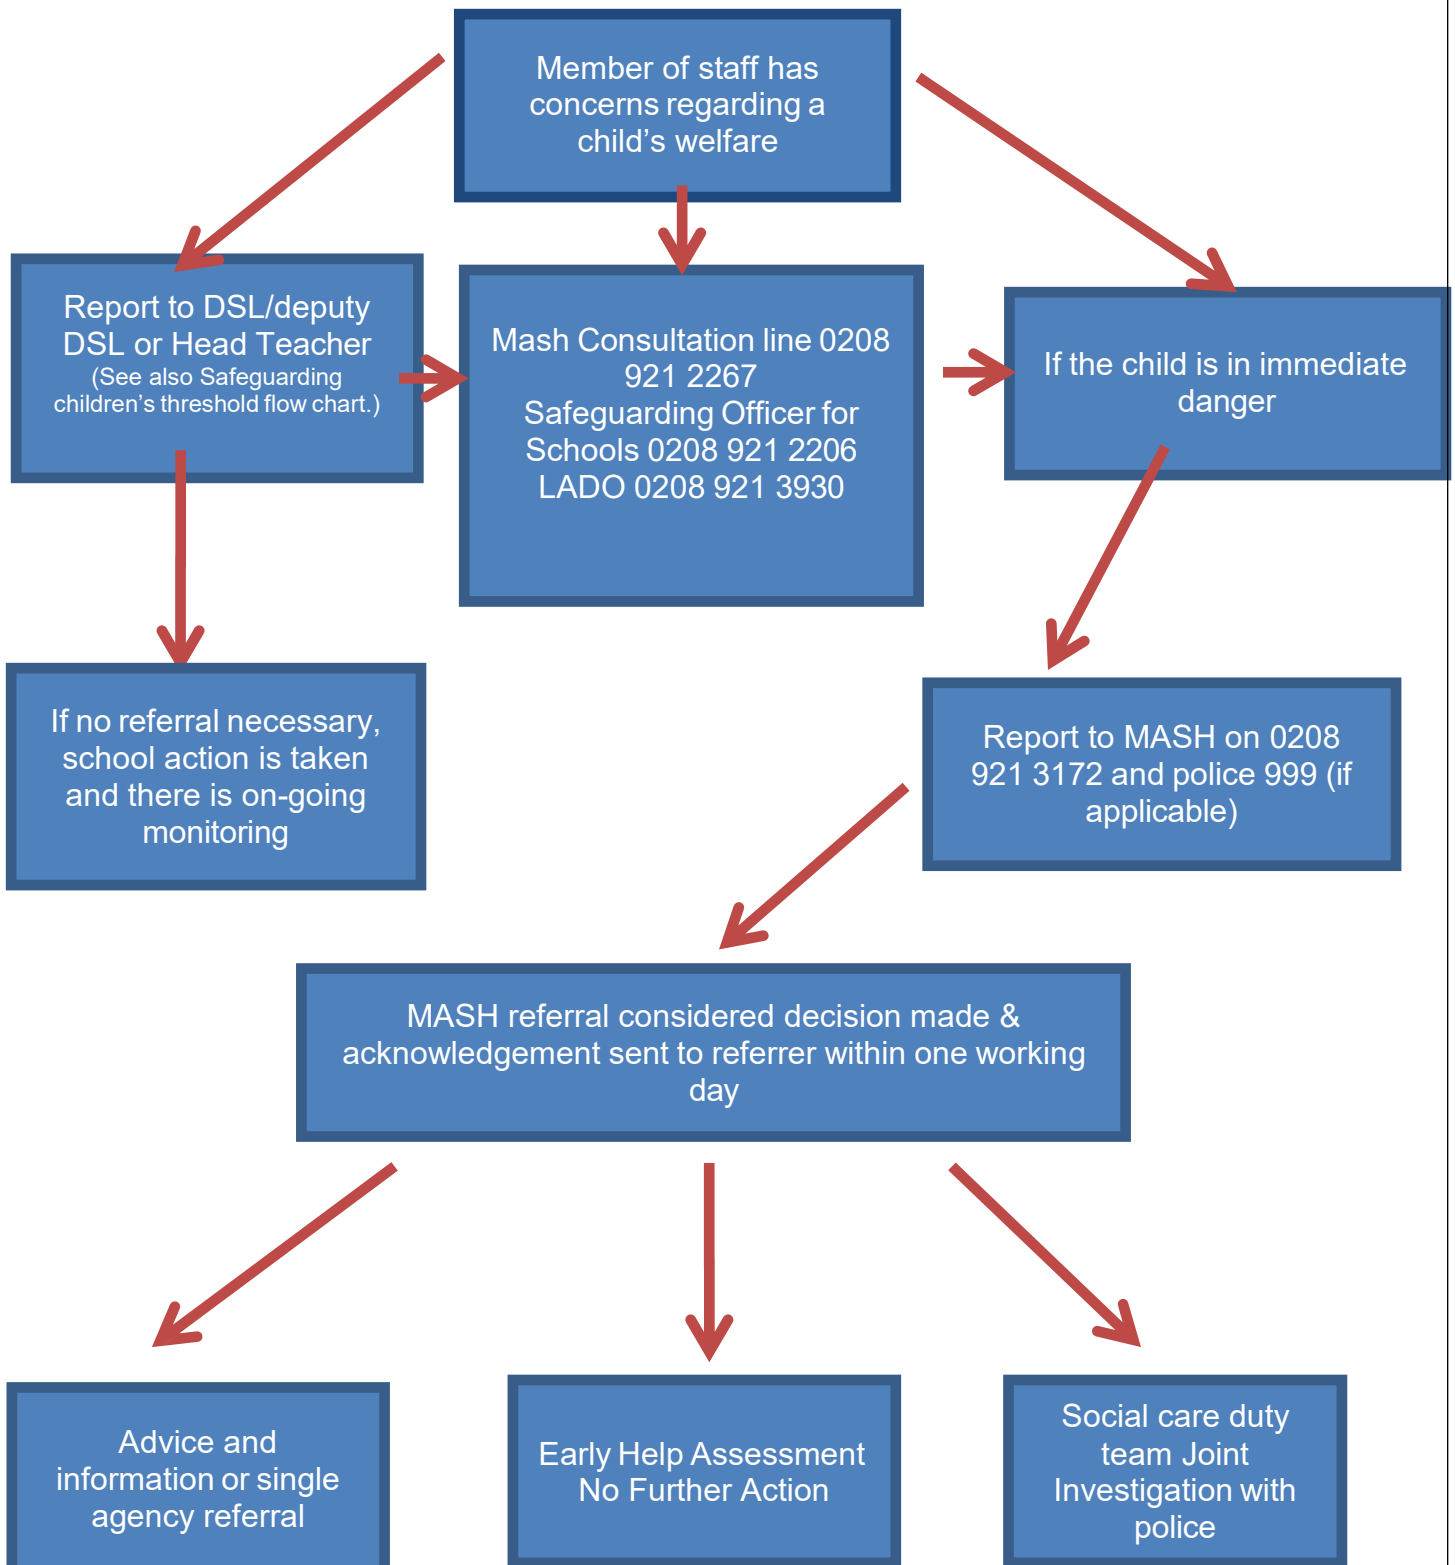 Member of staff has
concerns regarding a
child’s welfare
Report to DSL/deputy
DSL or Head Teacher
(See also Safeguarding
children’s threshold flow chart.)
Mash Consultation line 0208
921 2267
Safeguarding Officer for
Schools 0208 921 2206
LADO 0208 921 3930
If the child is in immediate
danger
If no referral necessary,
school action is taken
and there is on-going
monitoring
Report to MASH on 0208
921 3172 and police 999 (if
applicable)
MASH referral considered decision made &
acknowledgement sent to referrer within one working
day
Advice and
information or single
agency referral
Early Help Assessment
No Further Action
Social care duty
team Joint
Investigation with
police